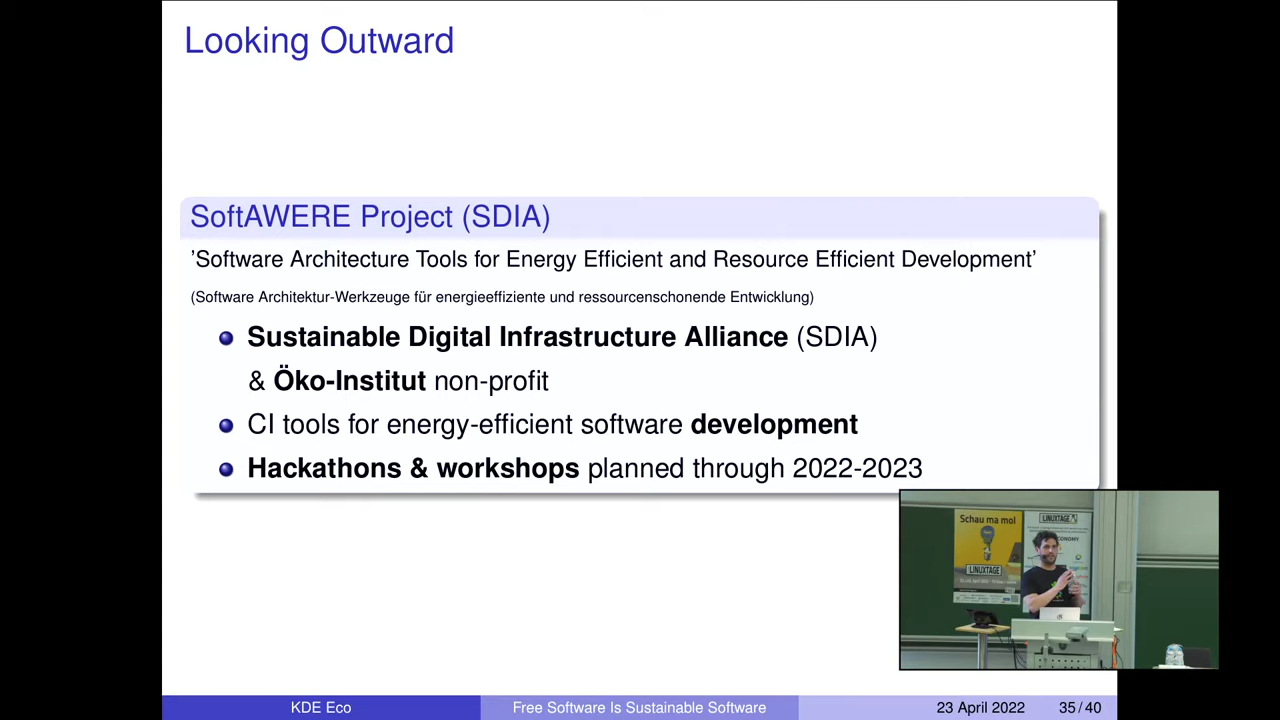 Looking Outward
SoftAWERE Project (SDIA)
’Software Architecture Tools for Energy Efficient and Resource Efficient Development’
(Software Architektur-Werkzeuge für energieeffiziente und ressourcenschonende Entwicklung)
Sustainable Digital Infrastructure Alliance (SDIA)
& Öko-Institut non-profit
CI tools for energy-efficient software development
Hackathons & workshops planned through 2022-2023
Schau ma mol
LINUXTAGE
LINUXTAGE
KDE Eco
Free Software Is Sustainable Software
23 April 2022
35 / 40